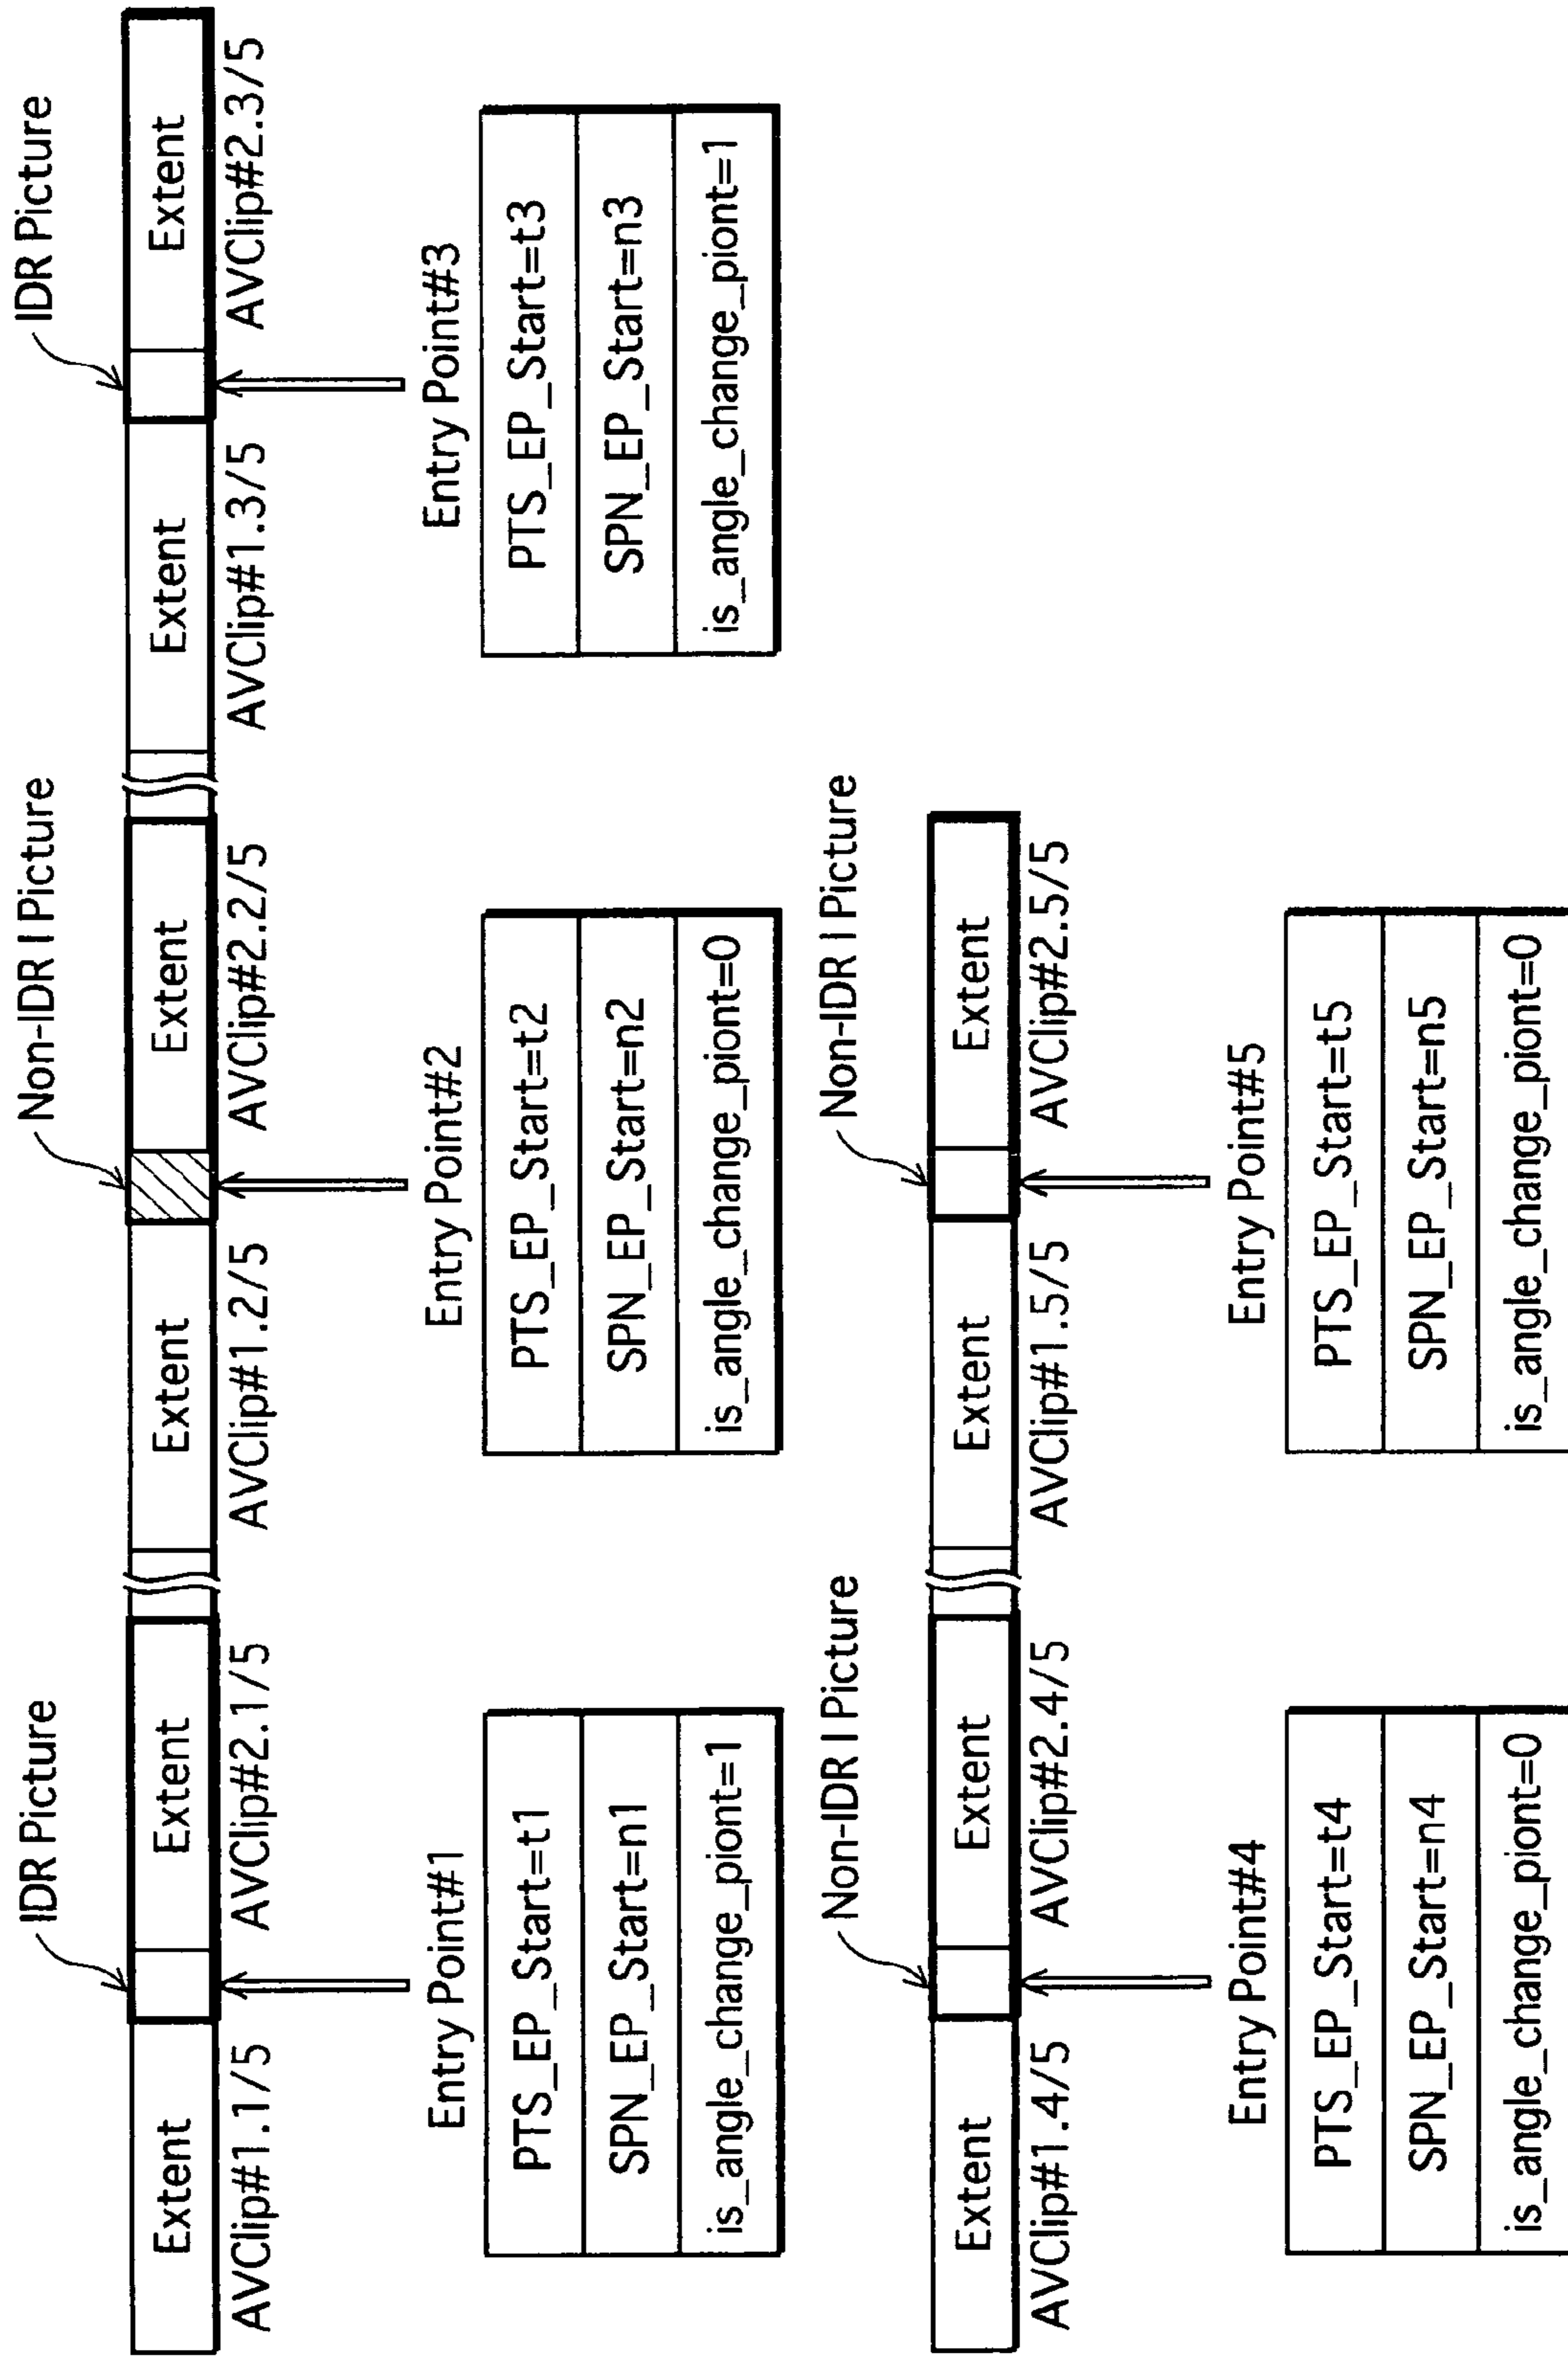 IDR Picture
Non-IDR I Picture
IDR Picture
Extent
Extent
Extent
Extent
Extent
Extent
AVClip#1.1/5
AVClip#2.1/5
AVClip#1.2/5
AVClip#2.2/5
AVClip#1.3/5
AVClip#2.3/5
Entry Point#1
Entry Point#2
Entry Point#3
PTS_EP_Start=t1
SPN_EP_Start=n1
is_angle_change_piont=1
PTS_EP_Start=t2
SPN_EP_Start=n2
is_angle_change_piont=0
PTS_EP_Start=t3
SPN_EP_Start=n3
is_angle_change_piont=1
Non-IDR I Picture
Non-IDR I Picture
Extent
Extent
Extent
Extent
AVClip#1.4/5
AVClip#2.4/5
AVClip#1.5/5
AVClip#2.5/5
Entry Point#4
Entry Point#5
PTS_EP_Start=t4
SPN_EP_Start=n4
is_angle_change_piont=0
PTS_EP_Start=t5
SPN_EP_Start=n5
is_angle_change_piont=0